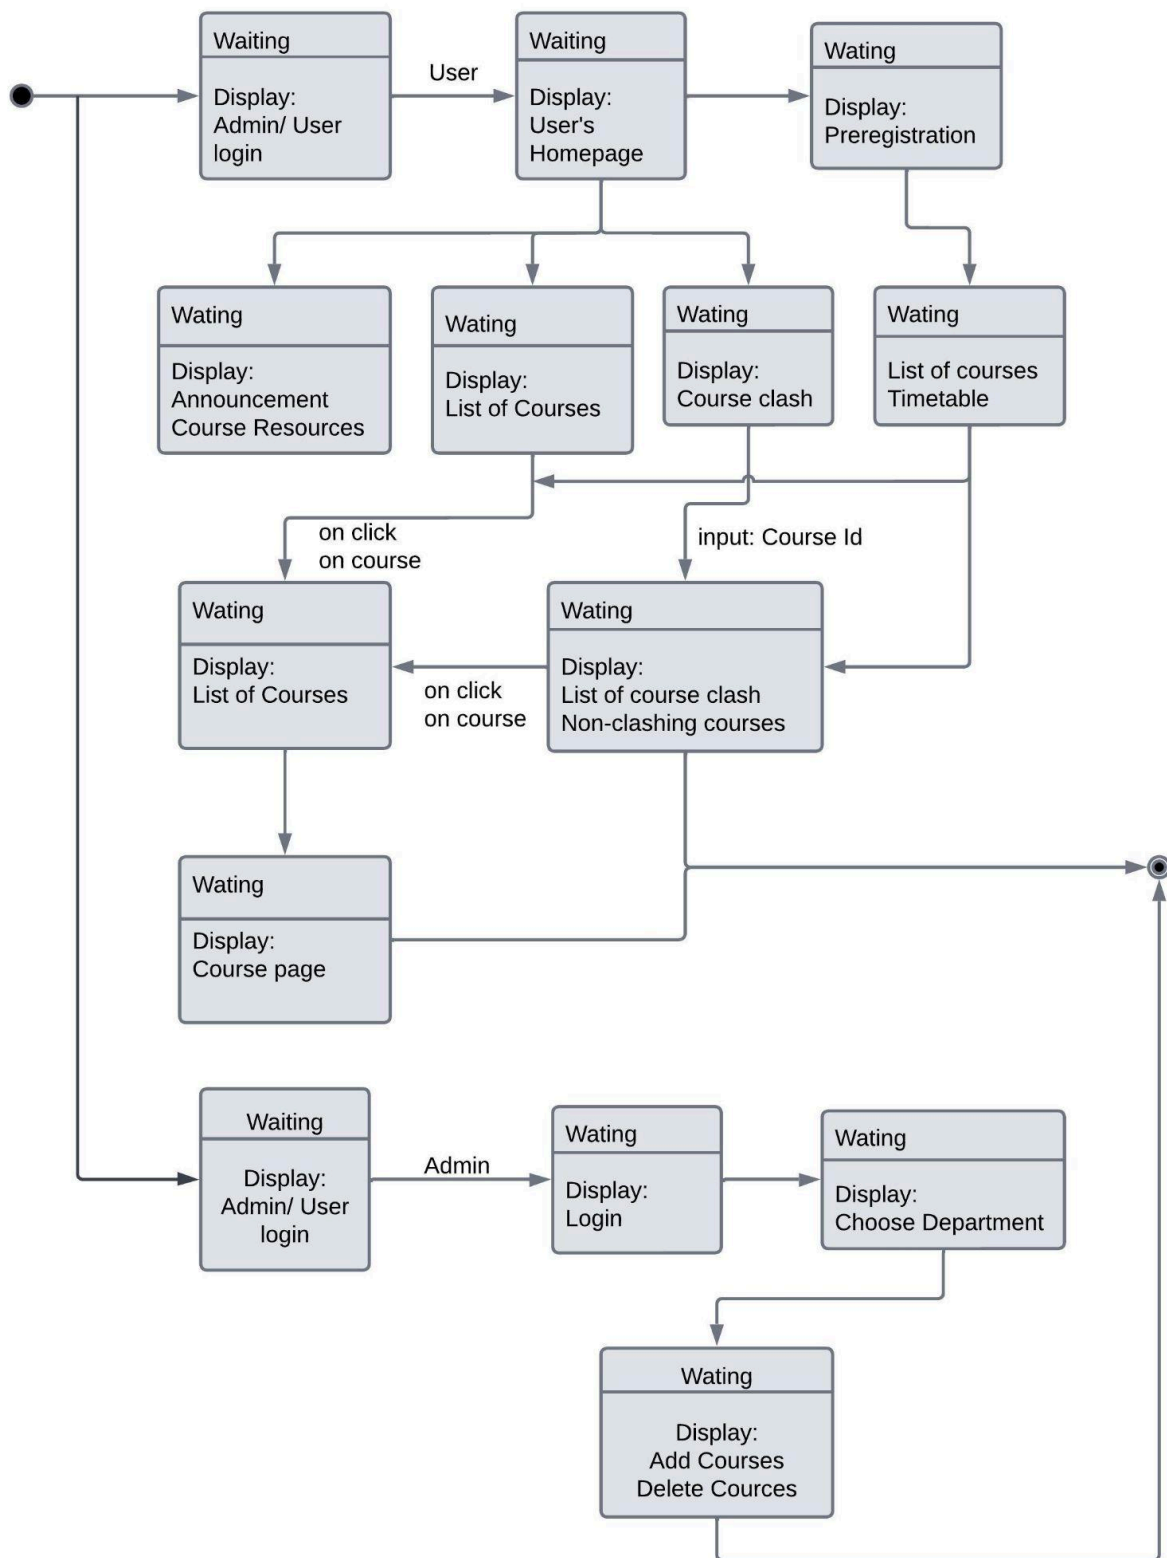 Waiting
Display:
Admin/ User
login
User
Waiting
Display:
User's
Homepage
Wating
Display:
Preregistration
Wating
Display:
Announcement
Course Resources
Wating
Display:
List of Courses
Wating
Display:
Course clash
Wating
List of courses
Timetable
on click
on course
input: Course Id
Wating
Display:
List of Courses
on click
on course
Wating
Display:
List of course clash
Non-clashing courses
Wating
Display:
Course page
Waiting
Display:
Admin/ User
login
Admin
Wating
Display:
Login
Wating
Display:
Choose Department
Wating
Display:
Add Courses
Delete Cources